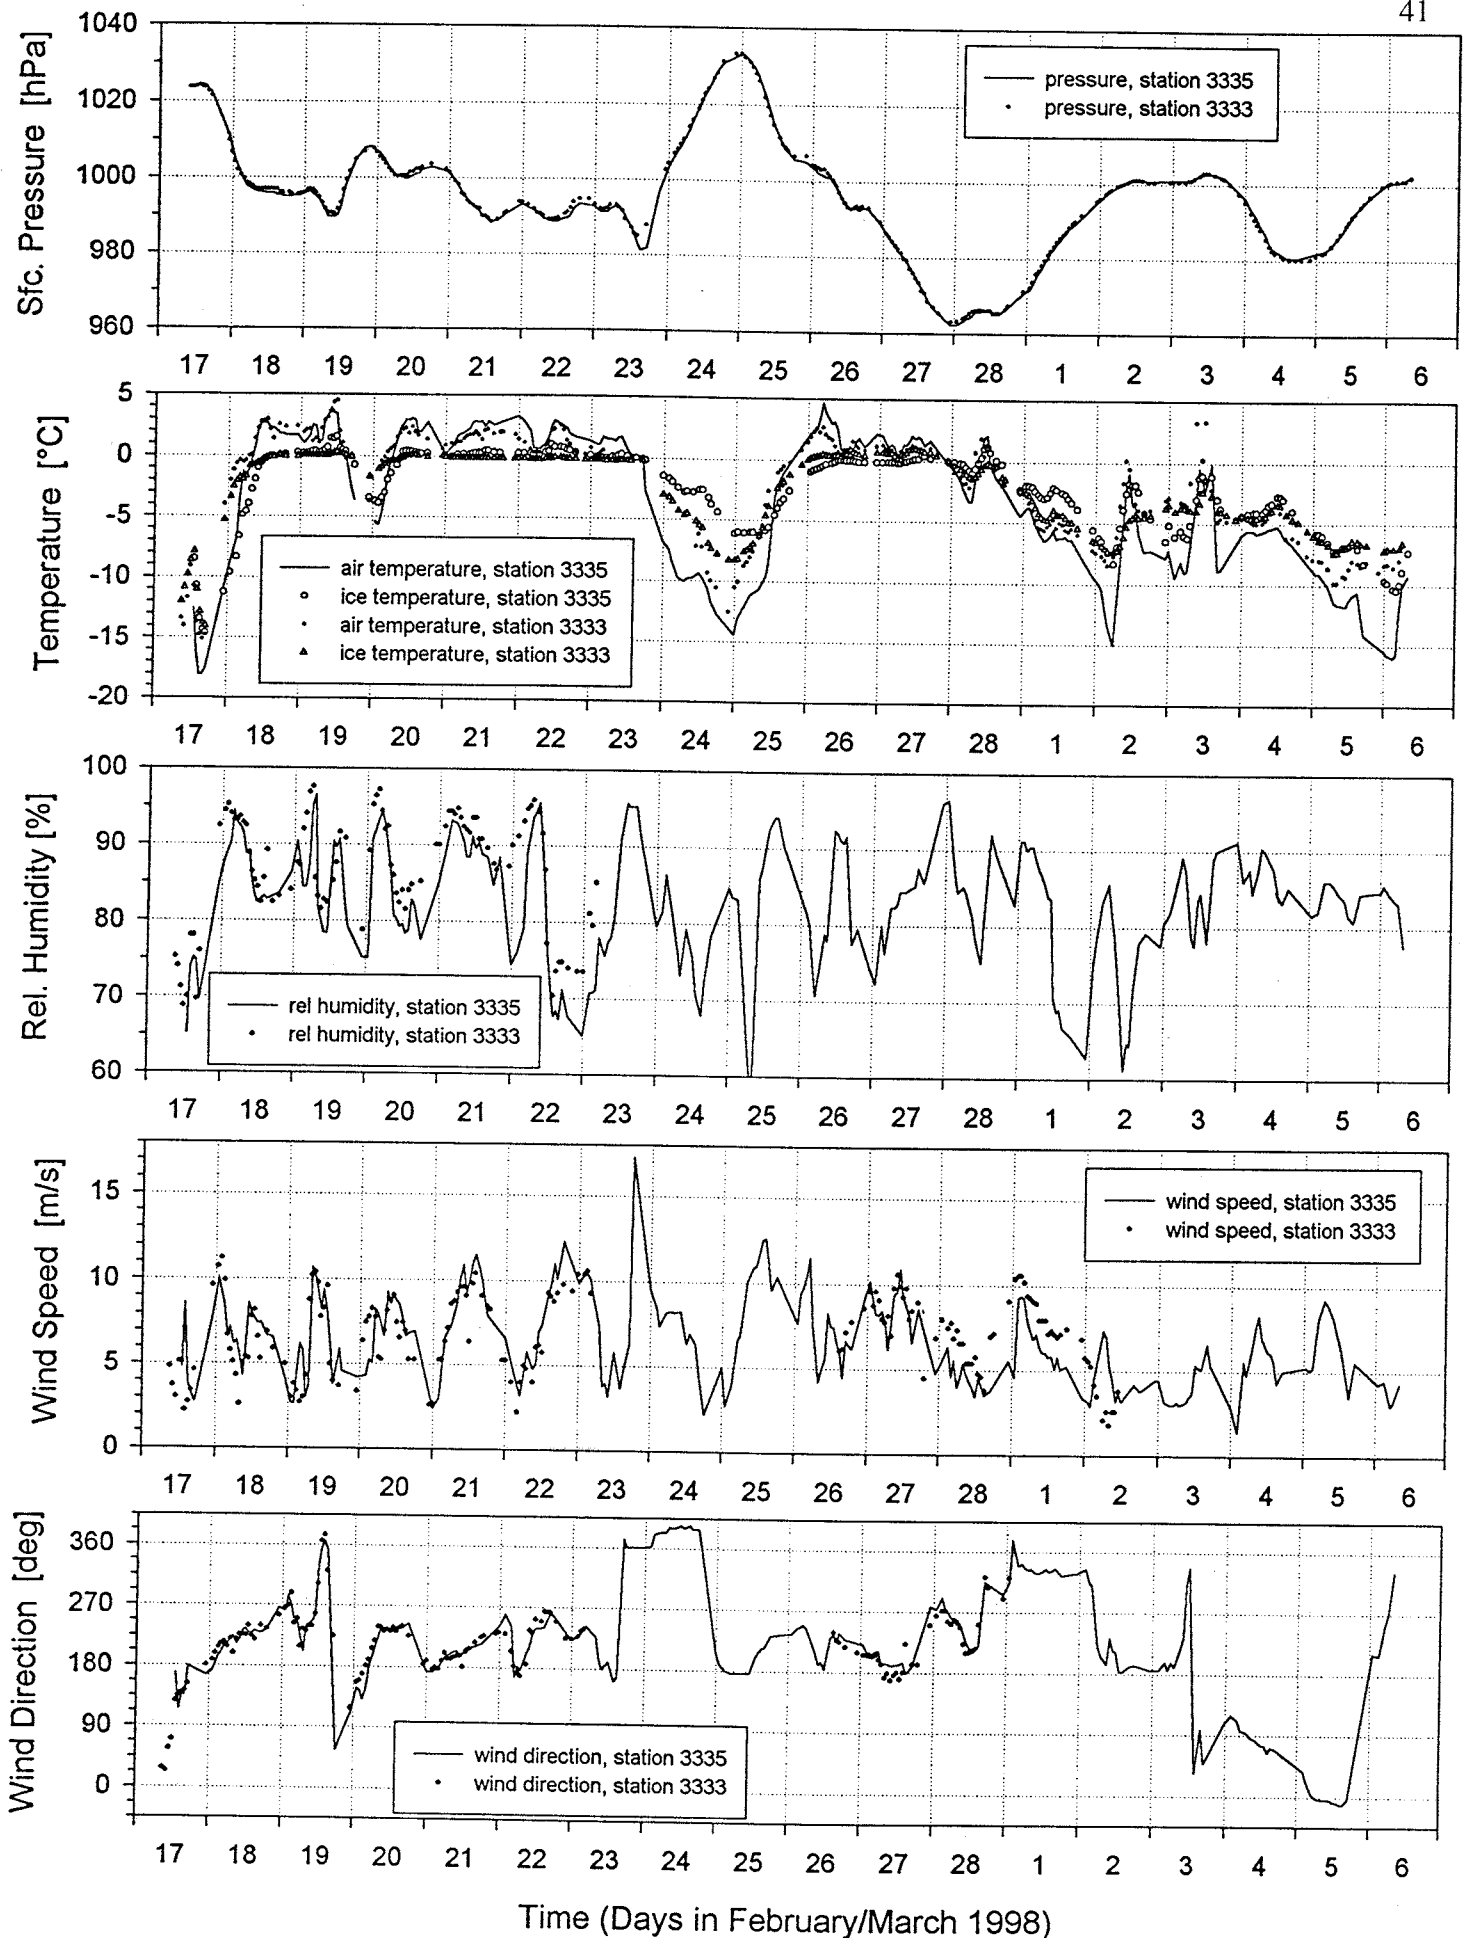 41
Sfc. Pressure [hPa]
1040
1020
1000
980
960
pressure, station 3335
pressure, station 3333
17 18 19 20 21 22 23 24 25 26 27 28 1 2 3 4 5 6
Temperature [°C]
5
0
-5
-10
-15
-20
air temperature, station 3335
ice temperature, station 3335
air temperature, station 3333
ice temperature, station 3333
17 18 19 20 21 22 23 24 25 26 27 28 1 2 3 4 5 6
Rel. Humidity [%]
100
90
80
70
60
rel humidity, station 3335
rel humidity, station 3333
17 18 19 20 21 22 23 24 25 26 27 28 1 2 3 4 5 6
Wind Speed [m/s]
15
10
5
0
wind speed, station 3335
wind speed, station 3333
17 18 19 20 21 22 23 24 25 26 27 28 1 2 3 4 5 6
Wind Direction [deg]
360
270
180
90
0
wind direction, station 3335
wind direction, station 3333
17 18 19 20 21 22 23 24 25 26 27 28 1 2 3 4 5 6
Time (Days in February/March 1998)